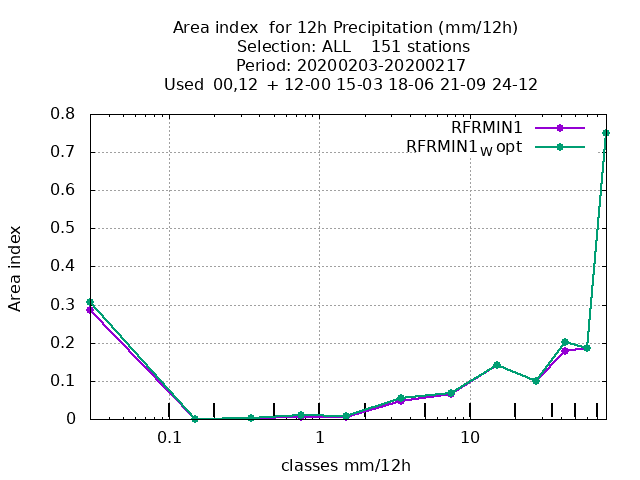 Area index  for 12h Precipitation (mm/12h)
Selection: ALL    151 stations
Period: 20200203-20200217
Used  00,12  + 12-00 15-03 18-06 21-09 24-12
RFRMIN1
RFRMIN1W opt
0.8
0.7
0.6
0.5
0.4
0.3
0.2
0.1
0
Area index
0.1 1 10
classes mm/12h